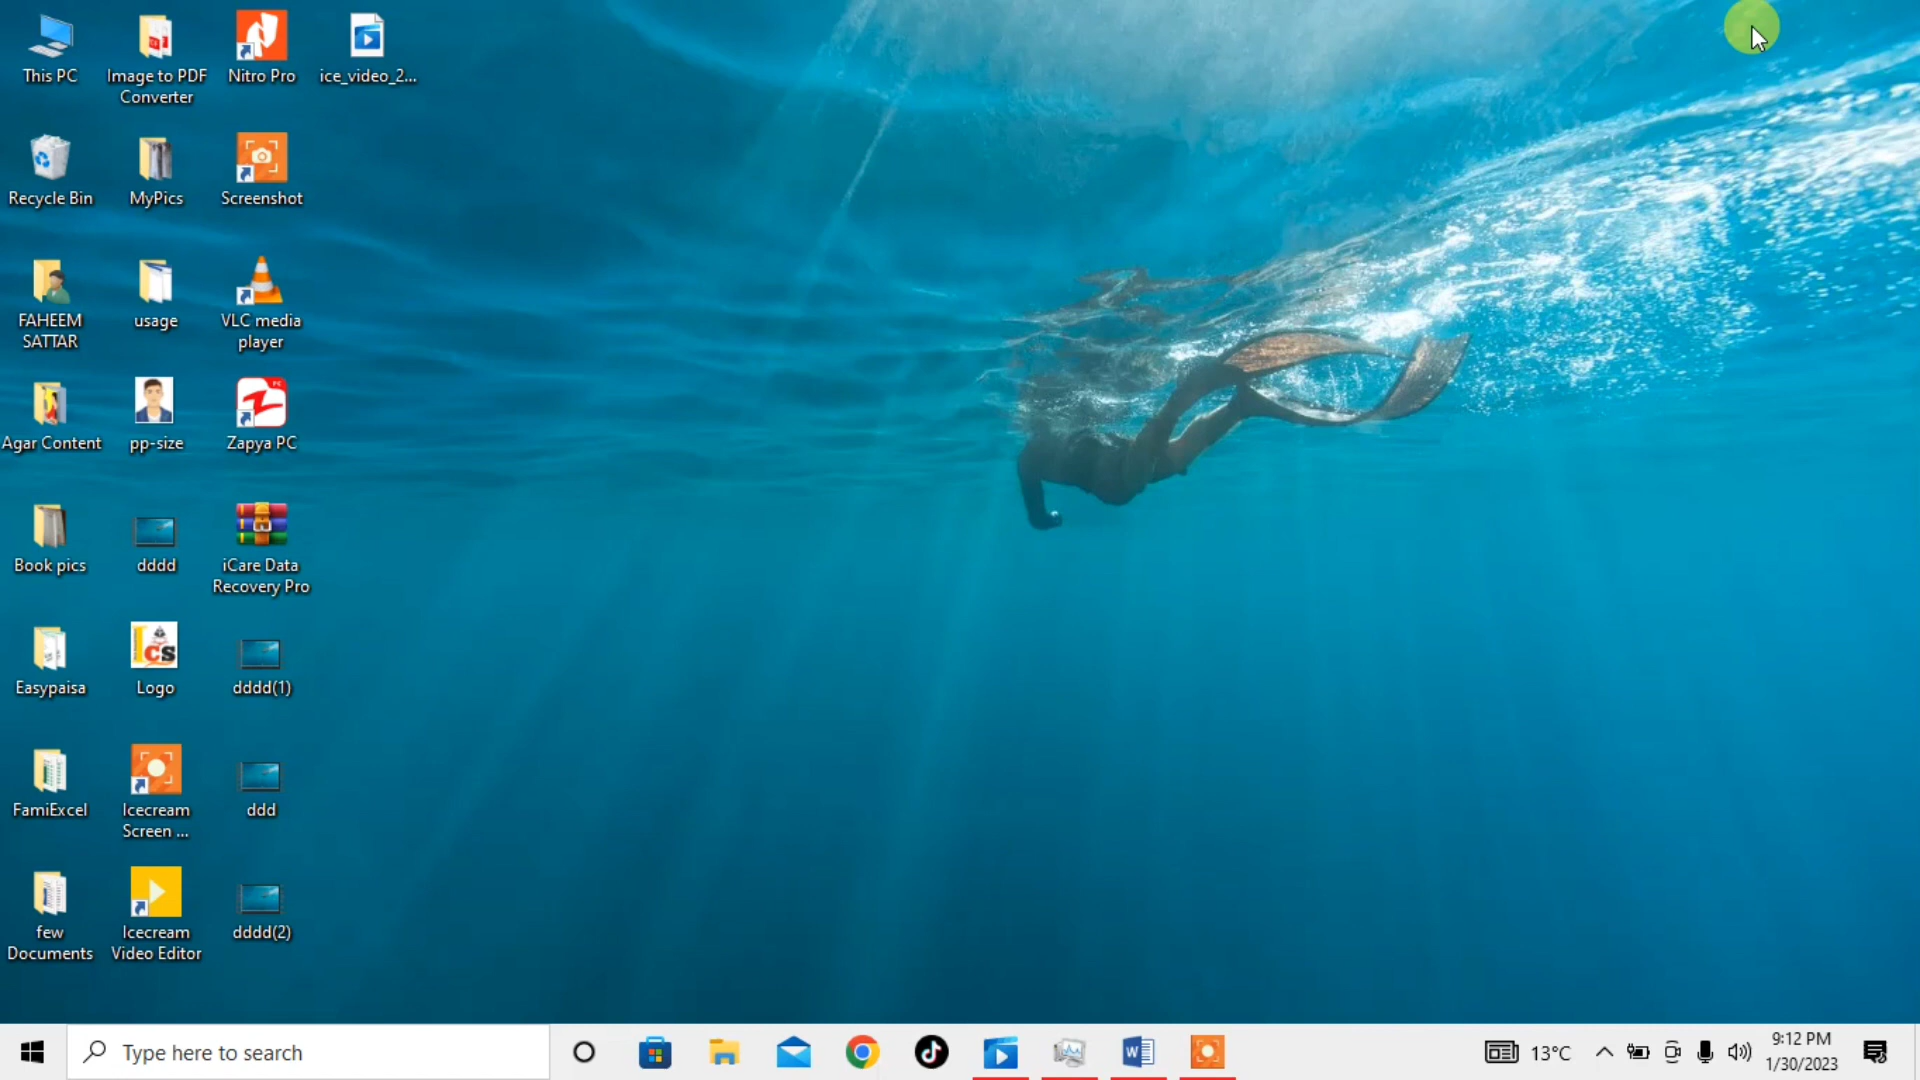 This PC
Image to PDF
Converter
Nitro Pro
ice_video_2...
Recycle Bin
MyPics
Screenshot
FAHEEM
SATTAR
usage
VLC media
player
Agar Content
pp-size
Zapya PC
Book pics
dddd
iCare Data
Recovery Pro
Easypaisa
Logo
dddd(1)
FamiExcel
Icecream
Screen ...
ddd
few
Documents
Icecream
Video Editor
dddd(2)
Type here to search
13°C
9:12 PM
1/30/2023